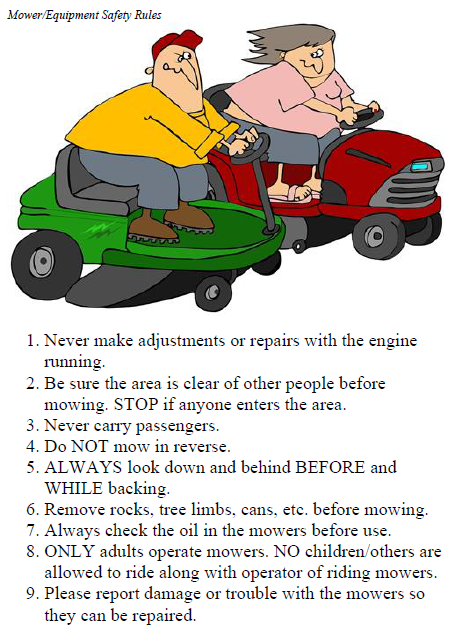 Mower/Equipment Safety Rules
1. Never make adjustments or repairs with the engine
running.
2. Be sure the area is clear of other people before
mowing. STOP if anyone enters the area.
3. Never carry passengers.
4. Do NOT mow in reverse.
5. ALWAYS look down and behind BEFORE and
WHILE backing.
6. Remove rocks, tree limbs, cans, etc. before mowing.
7. Always check the oil in the mowers before use.
8. ONLY adults operate mowers. NO children/others are
allowed to ride along with operator of riding mowers.
9. Please report damage or trouble with the mowers so
they can be repaired.